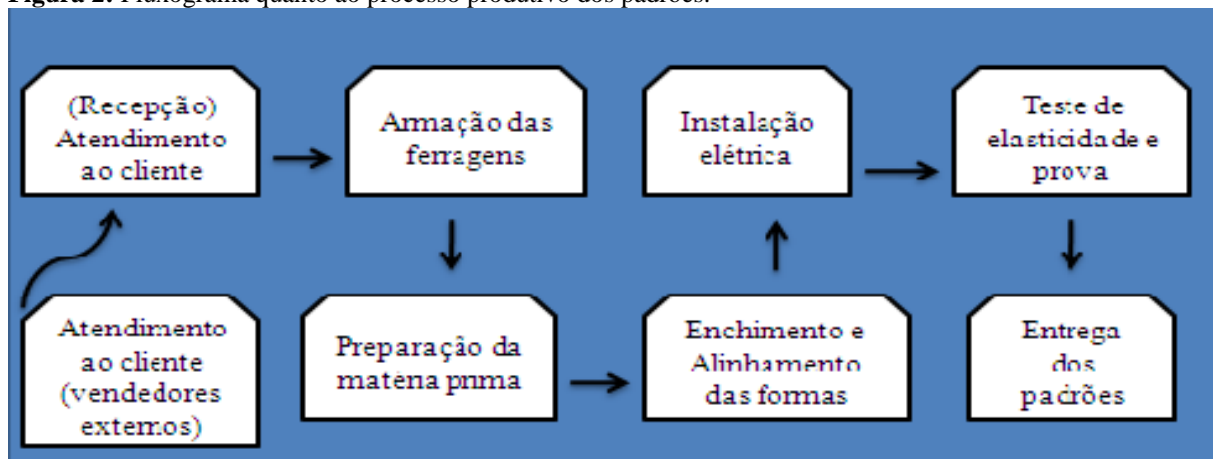 Figura 2: Fluxograma quanto ao processo produtivo dos padrões.
(Recepção)
Atendimento
ao cliente
Armação das
ferragens
Instalação
elétrica
Teste de
elasticidade e
prova
Atendimento
ao cliente
(vendedores
externos)
Preparação da
matéria prima
Enchimento e
Alinhamento
das formas
Entrega
dos
padrões